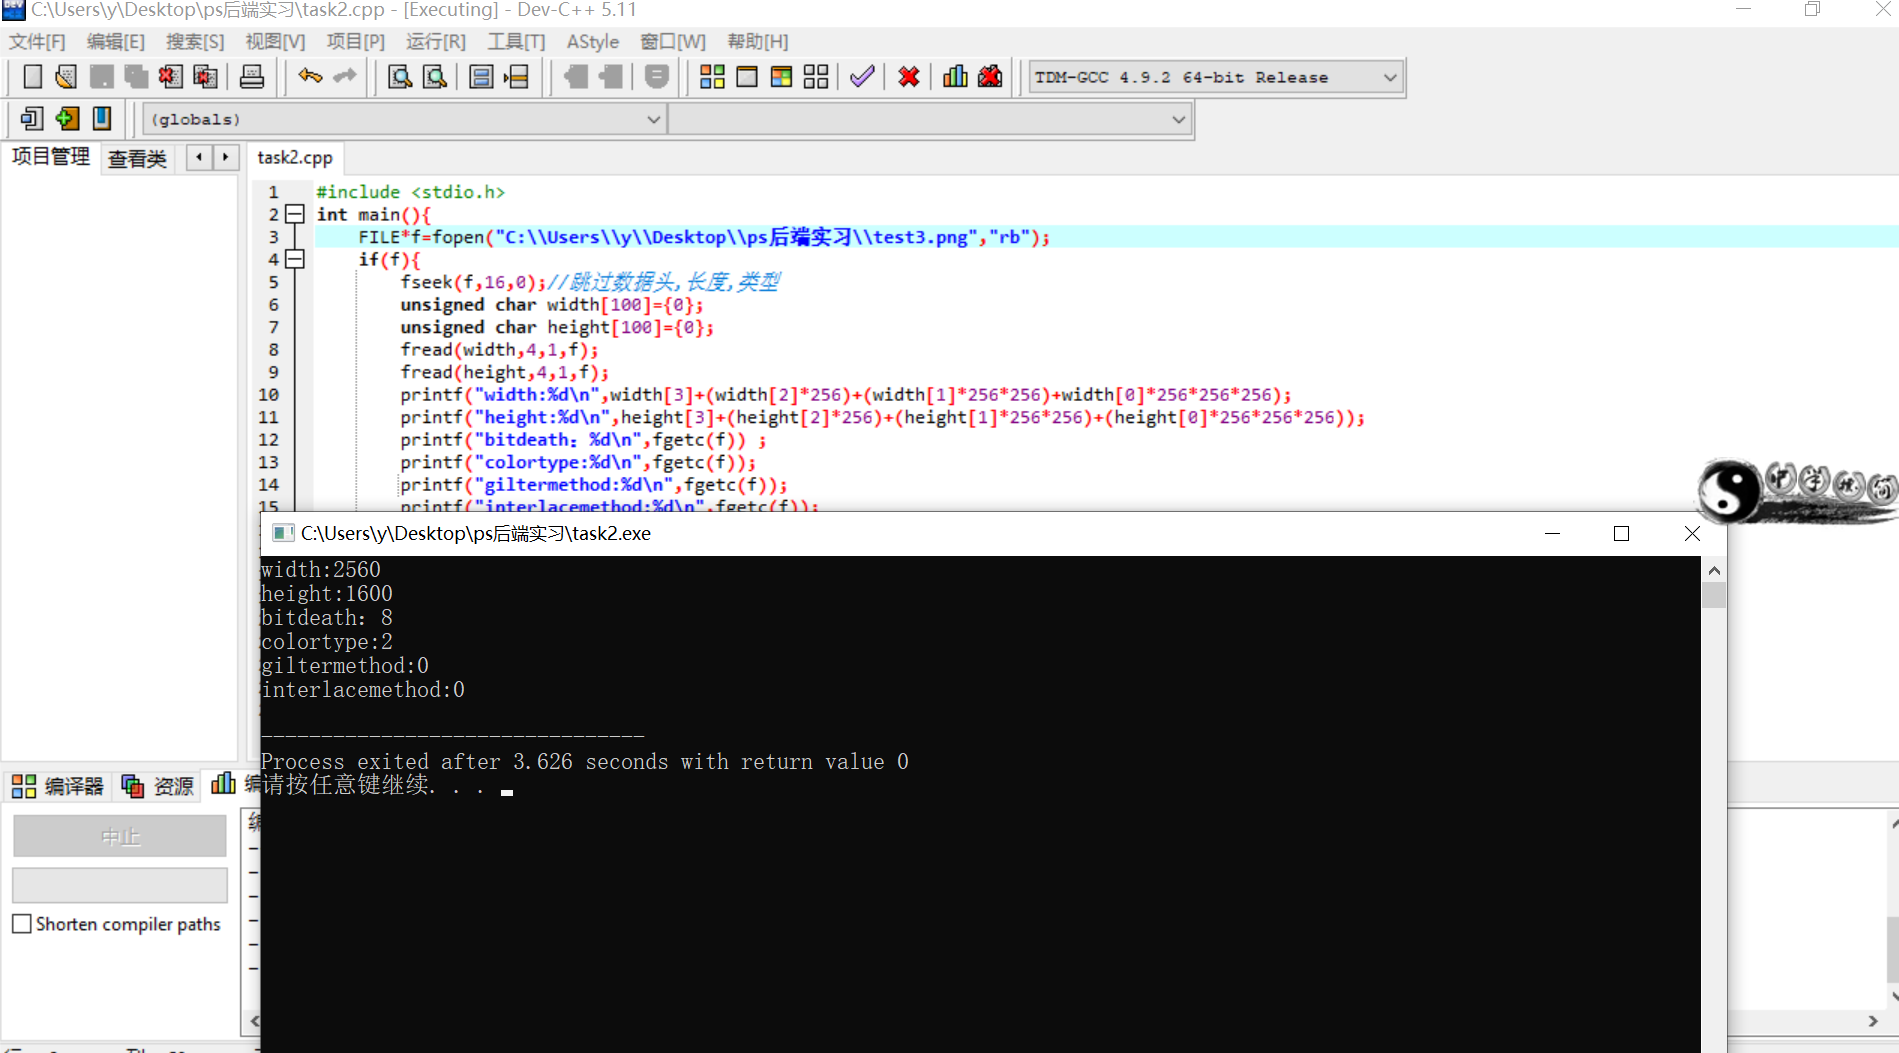 C:\Users\y\Desktop\ps后端实习\task2.cpp - [Executing] - Dev-C++ 5.11
文件[F] 编辑[E] 搜索[S] 视图[V] 项目[P] 运行[R] 工具[T] AStyle 窗口[W] 帮助[H]
TDM-GCC 4.9.2 64-bit Release
(globals)
项目管理 查看类 task2.cpp
1 #include <stdio.h>
2 int main(){
3 FILE*f=fopen("C:\\Users\\y\\Desktop\\ps后端实习\\test3.png","rb");
4 if(f){
5 fseek(f,16,0);//跳过数据头,长度,类型
6 unsigned char width[100]={0};
7 unsigned char height[100]={0};
8 fread(width,4,1,f);
9 fread(height,4,1,f);
10 printf("width:%d\n",width[3]+(width[2]*256)+(width[1]*256*256)+width[0]*256*256*256);
11 printf("height:%d\n",height[3]+(height[2]*256)+(height[1]*256*256)+(height[0]*256*256*256));
12 printf("bitdeath：%d\n",fgetc(f)) ;
13 printf("colortype:%d\n",fgetc(f));
14 printf("giltermethod:%d\n",fgetc(f));
15 printf("interlacemethod:%d\n",fgetc(f));
C:\Users\y\Desktop\ps后端实习\task2.exe
width:2560
height:1600
bitdeath：8
colortype:2
giltermethod:0
interlacemethod:0
--------------------------------
Process exited after 3.626 seconds with return value 0
请按任意键继续. . .
编译器 资源 编
中止
Shorten compiler paths
中 简